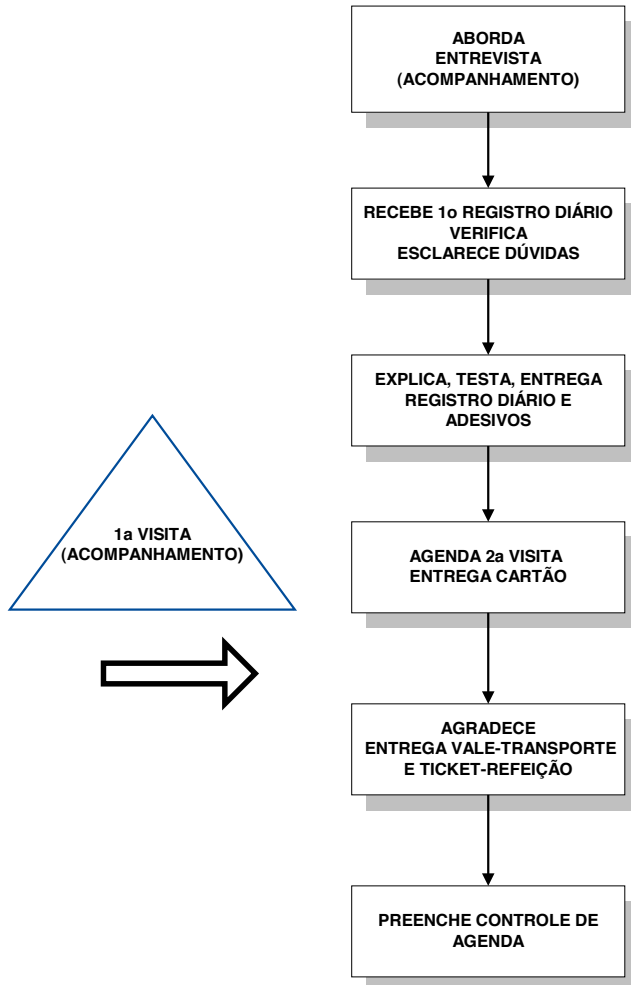 ABORDA
ENTREVISTA
(ACOMPANHAMENTO)
RECEBE 1o REGISTRO DIÁRIO
VERIFICA
ESCLARECE DÚVIDAS
EXPLICA, TESTA, ENTREGA
REGISTRO DIÁRIO E
ADESIVOS
1a VISITA
(ACOMPANHAMENTO)
AGENDA 2a VISITA
ENTREGA CARTÃO
AGRADECE
ENTREGA VALE-TRANSPORTE
E TICKET-REFEIÇÃO
PREENCHE CONTROLE DE
AGENDA